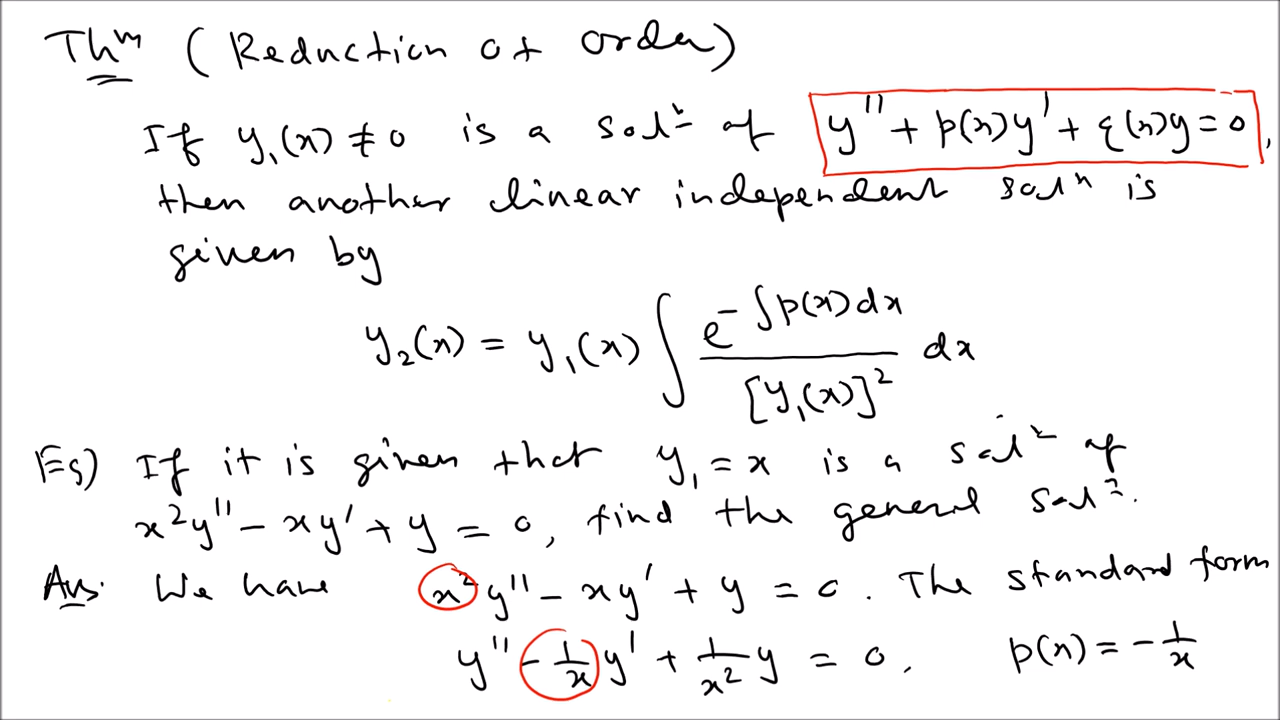 Thᵐ (Reduction of order)
If y₁(x) ≠ 0 is a solⁿ of y'' + p(x)y' + q(x)y = 0,
then another linear independent solⁿ is
given by
y₂(x) = y₁(x) ∫ e^(-∫p(x)dx) / [y₁(x)]² dx
Eg) If it is given that y₁ = x is a solⁿ of
x²y'' - xy' + y = 0, find the general solⁿ.
Ans. We have x²y'' - xy' + y = 0. The standard form
y'' - 1/x y' + 1/x² y = 0. p(x) = - 1/x